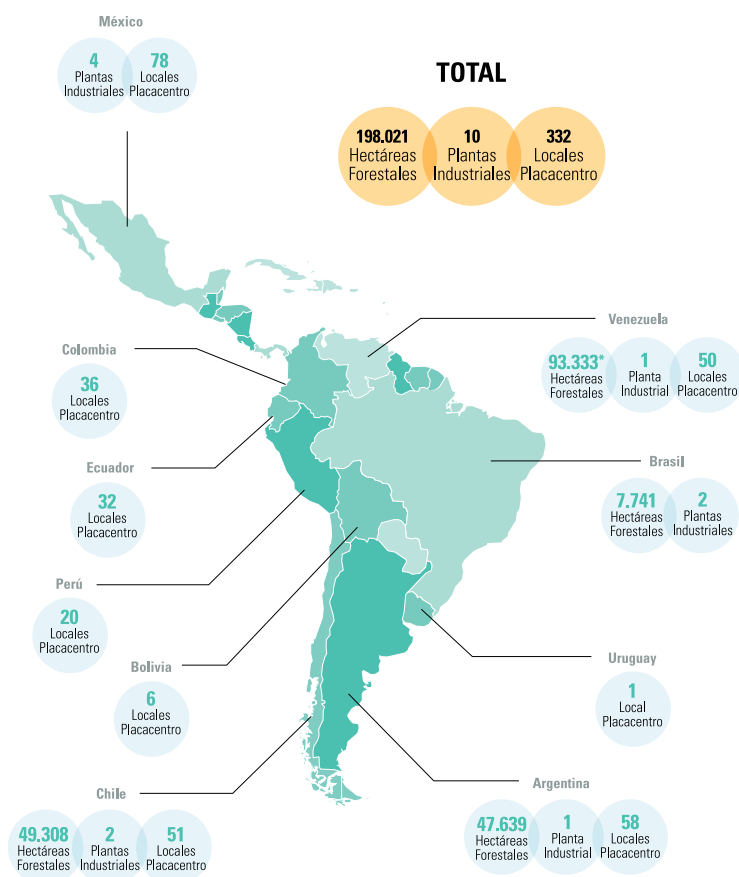 México
4
Plantas
Industriales
78
Locales
Placacentro
TOTAL
198.021
Hectáreas
Forestales
10
Plantas
Industriales
332
Locales
Placacentro
Venezuela
93.333*
Hectáreas
Forestales
1
Planta
Industrial
50
Locales
Placacentro
Colombia
36
Locales
Placacentro
Brasil
7.741
Hectáreas
Forestales
2
Plantas
Industriales
Ecuador
32
Locales
Placacentro
Perú
20
Locales
Placacentro
Bolivia
6
Locales
Placacentro
Uruguay
1
Local
Placacentro
Chile
49.308
Hectáreas
Forestales
2
Plantas
Industriales
51
Locales
Placacentro
Argentina
47.639
Hectáreas
Forestales
1
Planta
Industrial
58
Locales
Placacentro